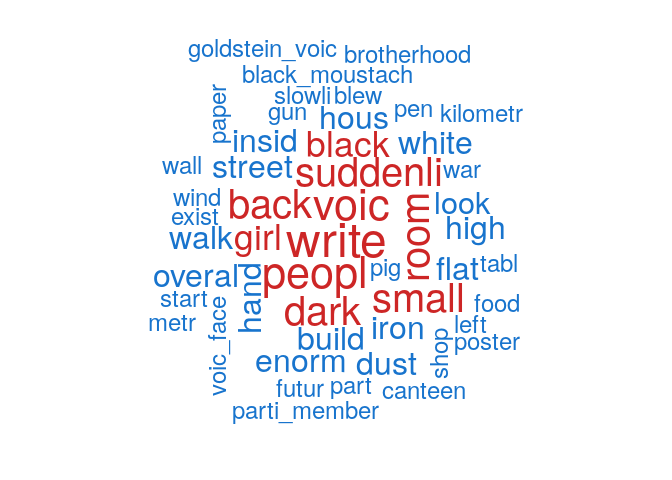 goldstein_voic
brotherhood
black_moustach
slowli
blew
paper
gun
hous
pen
kilometr
insid
black
white
wall
street
suddenli
war
wind
back
voic
room
look
exist
walk
girl
write
high
overal
hand
peopl
pig
flat
tabl
start
dark
small
food
metr
voic_face
build
iron
left
shop
poster
enorm
dust
futur
part
canteen
parti_member